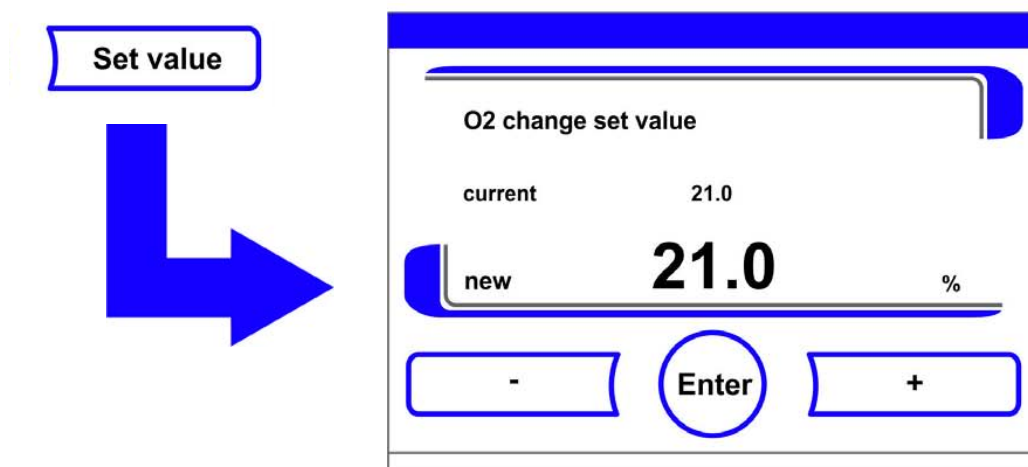 Set value
O2 change set value
current 21.0
new 21.0 %
- Enter +